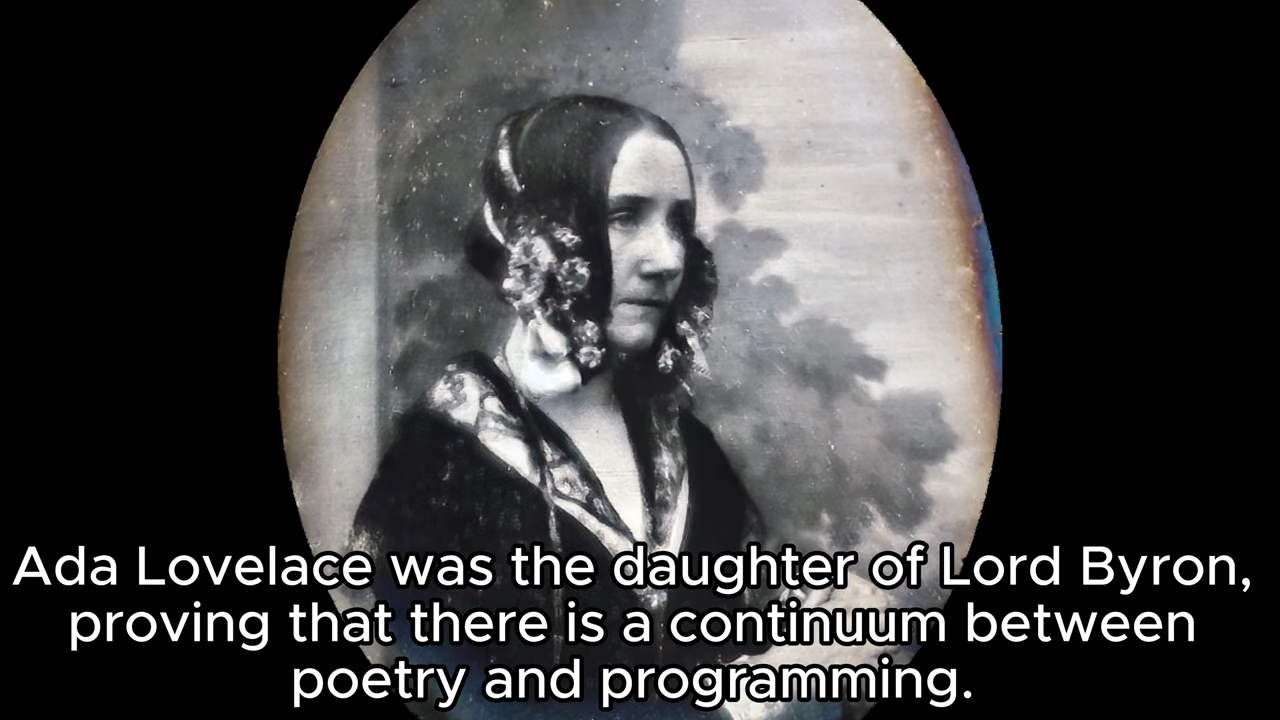 Ada Lovelace was the daughter of Lord Byron,
proving that there is a continuum between
poetry and programming.